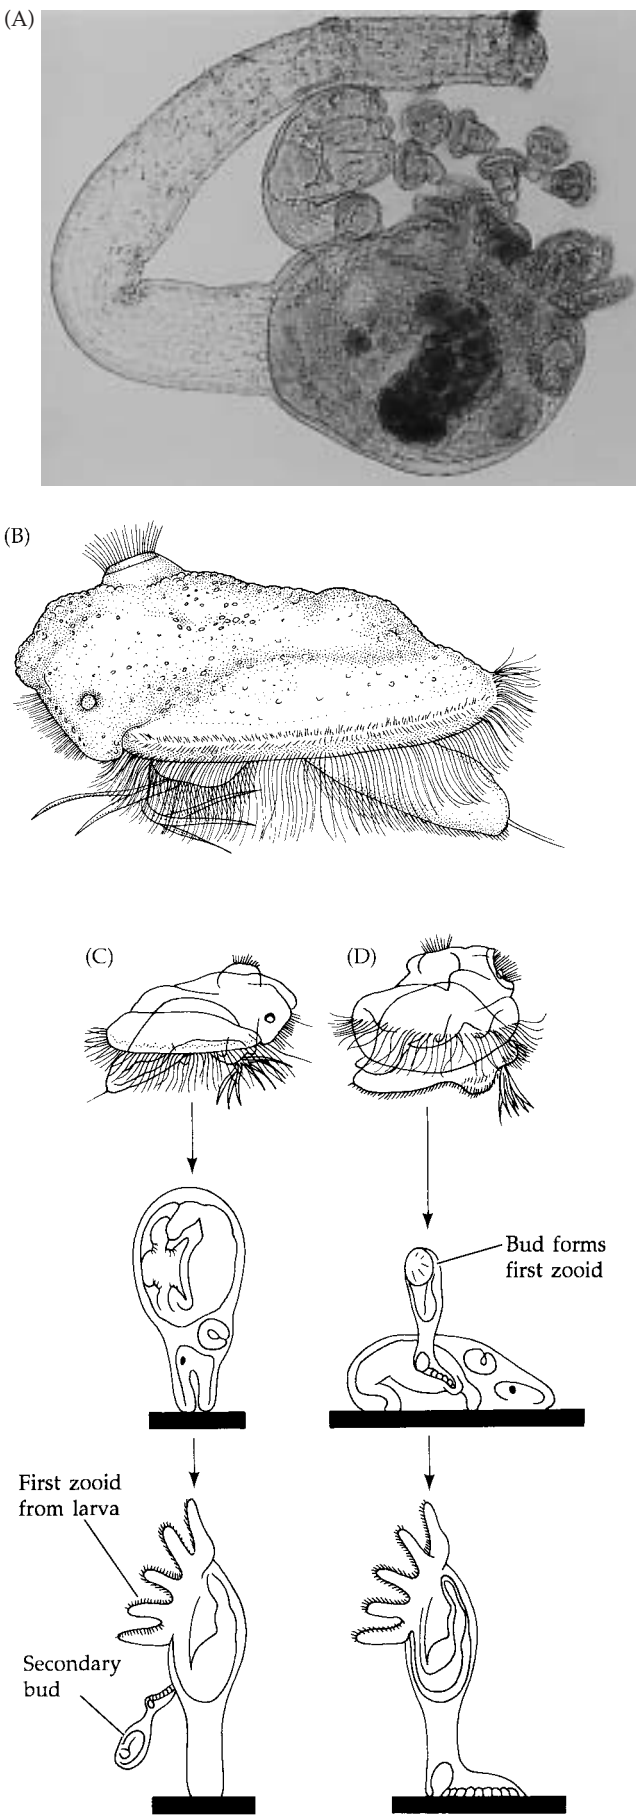 (A)
(B)
(C)
(D)
Bud forms
first zooid
First zooid
from larva
Secondary
bud